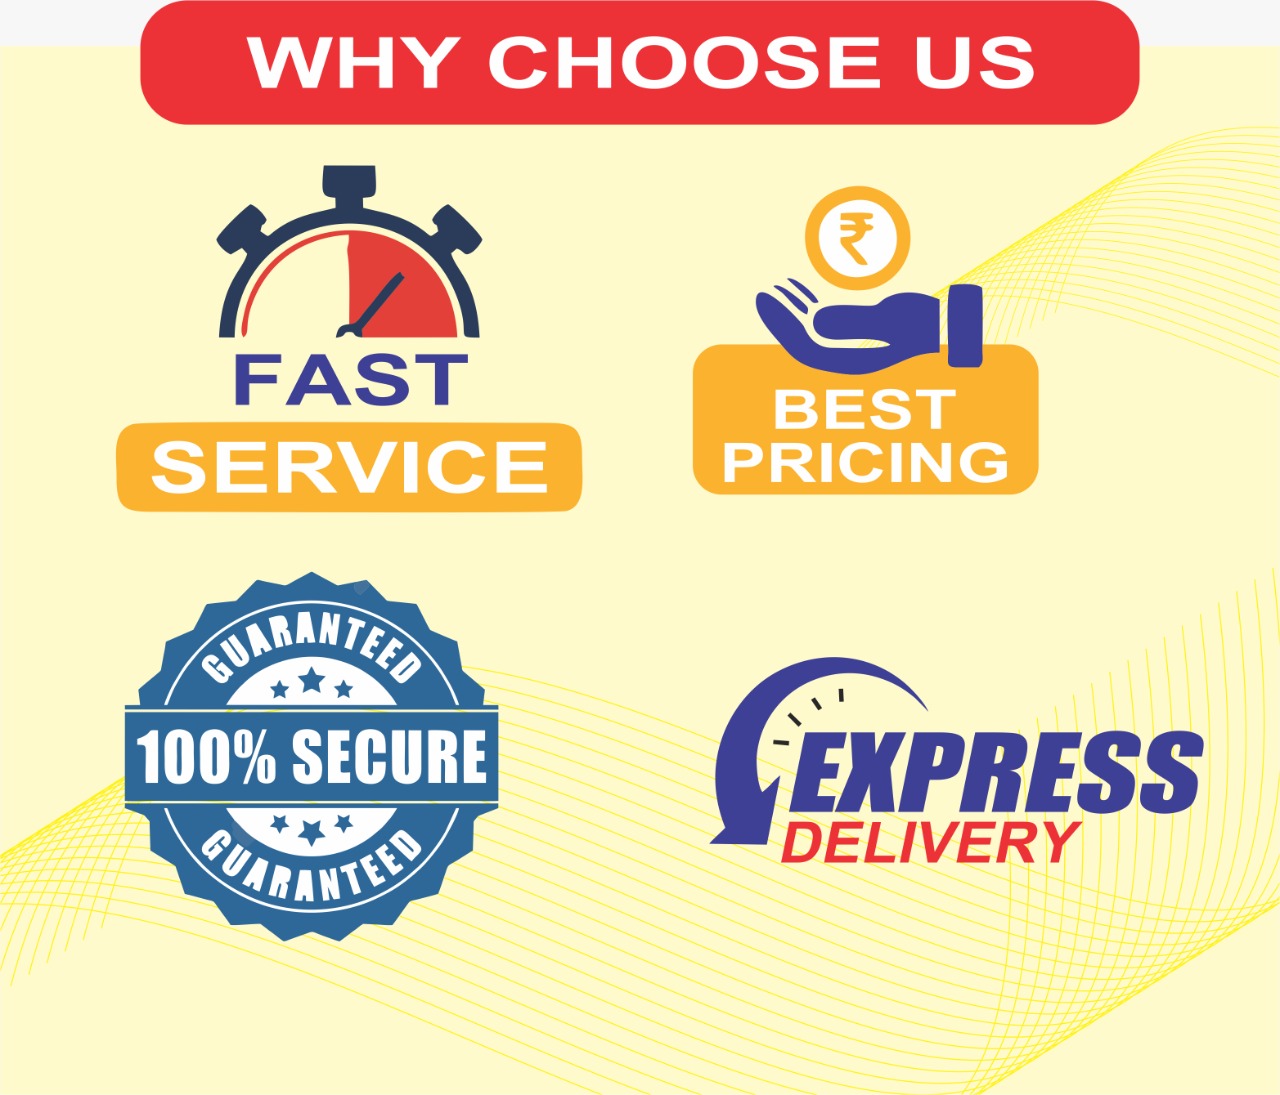 WHY CHOOSE US
FAST
SERVICE
₹
BEST
PRICING
GUARANTEED
100% SECURE
GUARANTEED
EXPRESS
DELIVERY